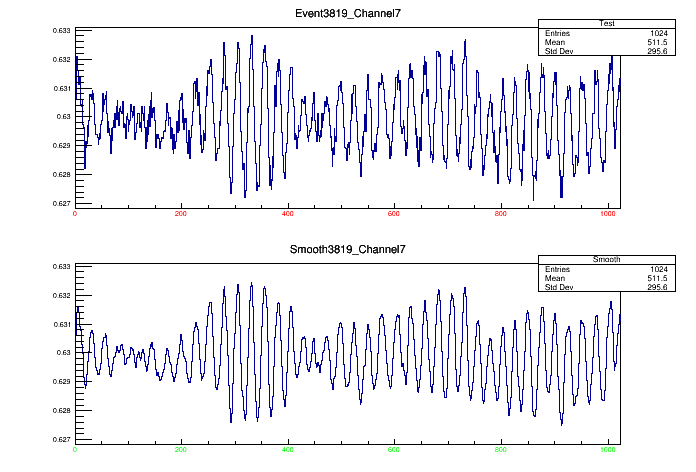 Event3819_Channel7
Test
Entries 1024
Mean 511.5
Std Dev 295.6
0.633
0.632
0.631
0.63
0.629
0.628
0.627
0 200 400 600 800 1000
Smooth3819_Channel7
Smooth
Entries 1024
Mean 511.5
Std Dev 295.6
0.633
0.632
0.631
0.63
0.629
0.628
0.627
0 200 400 600 800 1000